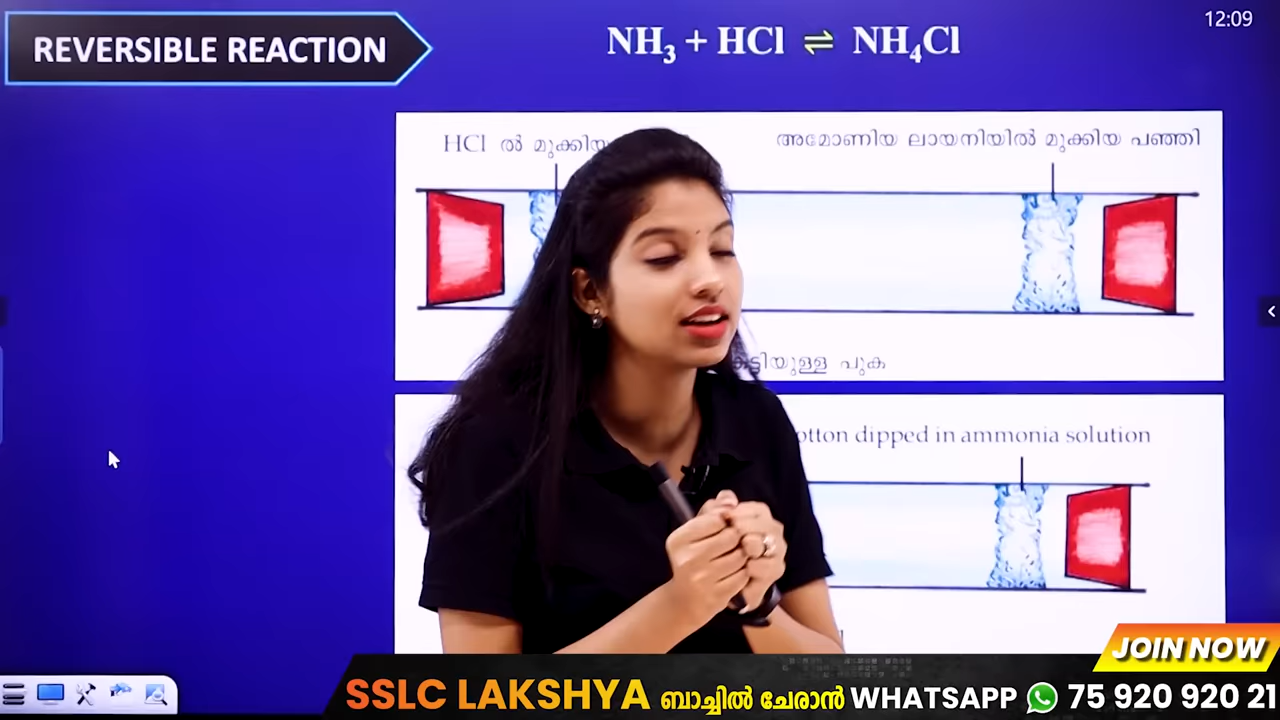 12:09
REVERSIBLE REACTION
NH₃ + HCl ⇌ NH₄Cl
HCl ൽ മുക്കിയ
അമോണിയ ലായനിയിൽ മുക്കിയ പഞ്ഞി
പുക
dipped in ammonia solution
JOIN NOW
SSLC LAKSHYA ബാച്ചിൽ ചേരാൻ WHATSAPP 75 920 920 21